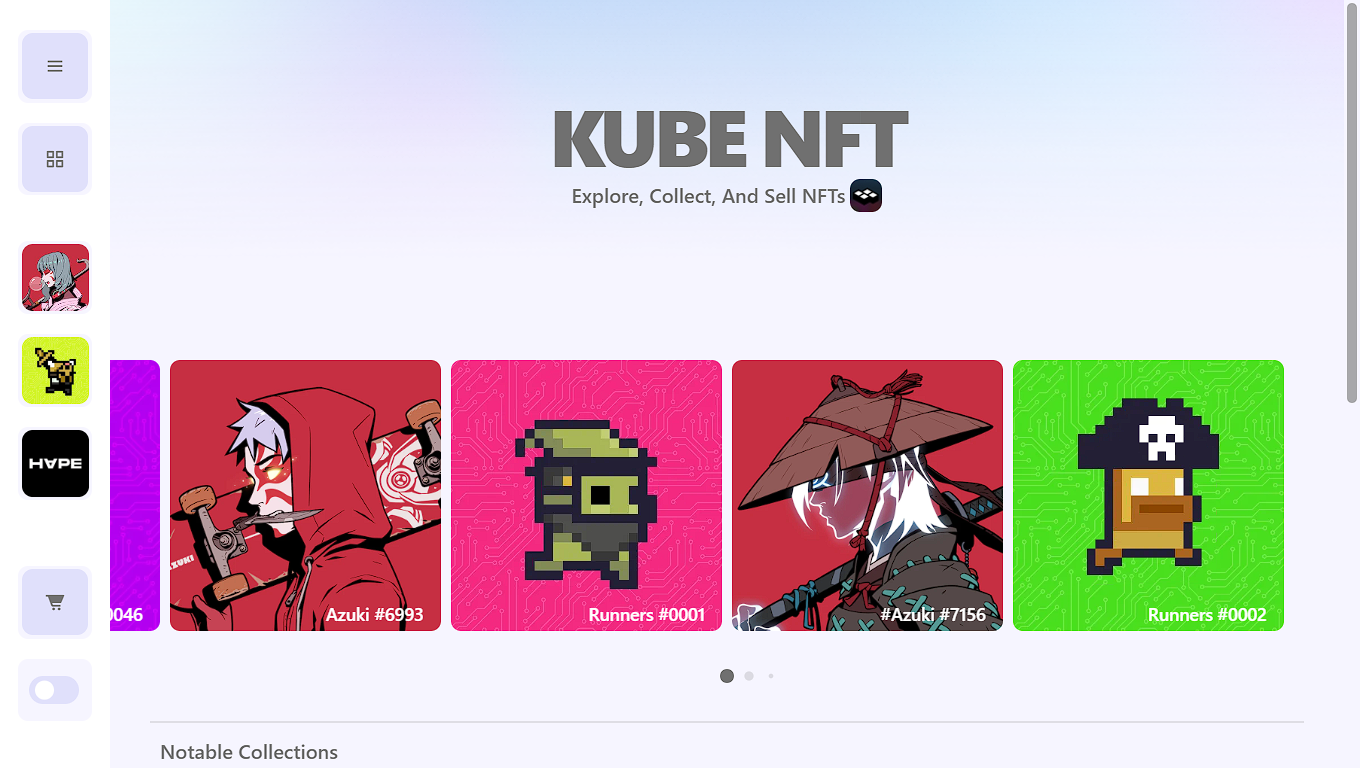 KUBE NFT
Explore, Collect, And Sell NFTs
HAPE
0046
AZUKI
Azuki #6993
Runners #0001
#Azuki #7156
Runners #0002
Notable Collections